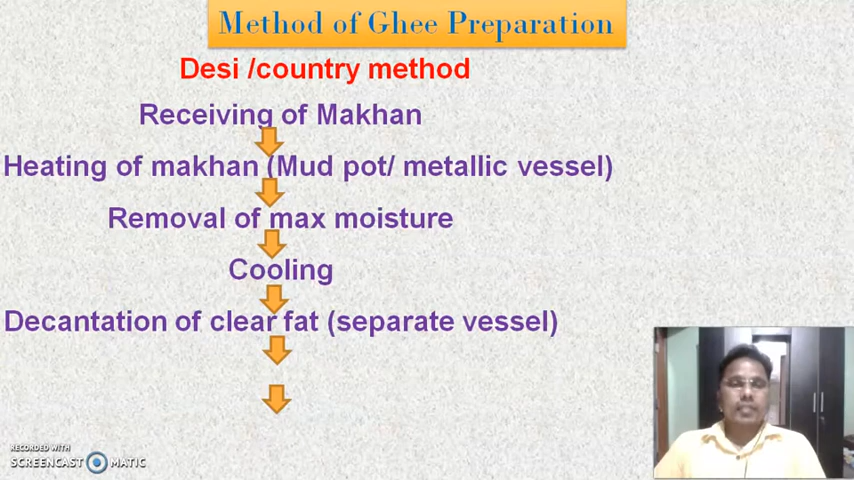 Method of Ghee Preparation
Desi /country method
Receiving of Makhan
Heating of makhan (Mud pot/ metallic vessel)
Removal of max moisture
Cooling
Decantation of clear fat (separate vessel)
RECORDED WITH
SCREENCAST MATIC